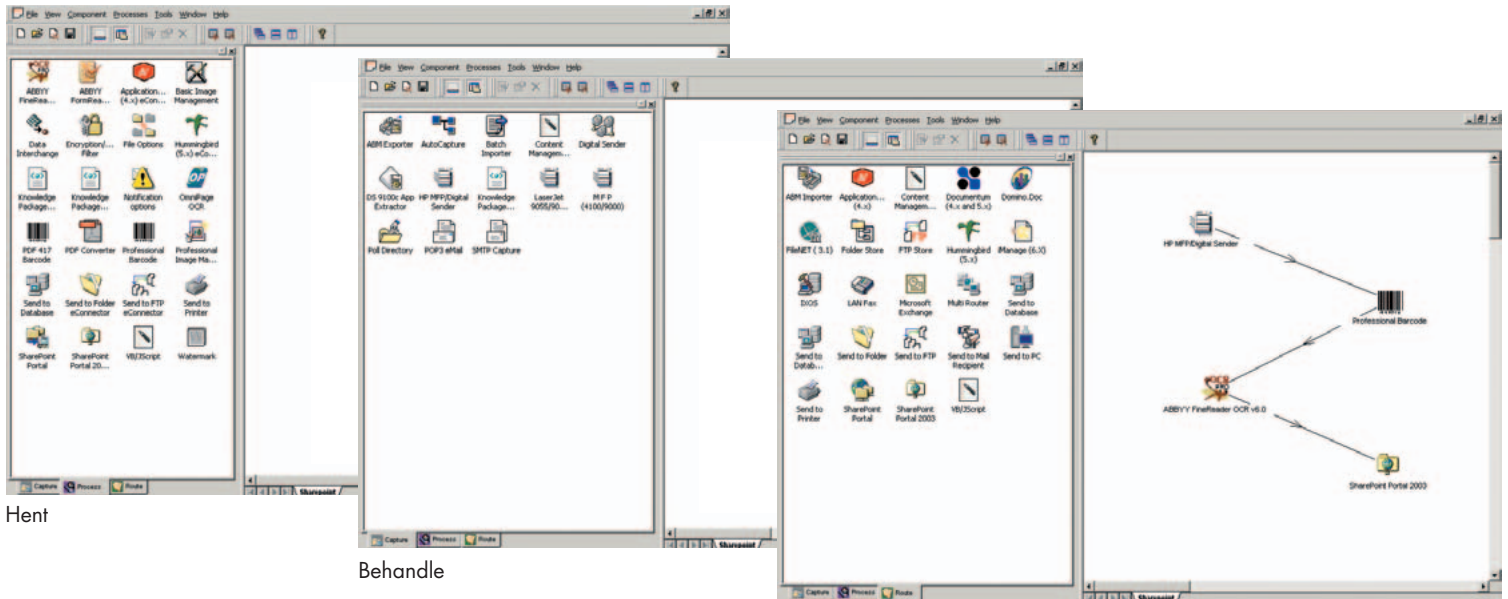 File View Component Processes Tools Window Help
ABBYY FineRea...
ABBYY FormRea...
Application... (4.x) eCon...
Basic Image Management
Data Interchange
Encryption/... Filter
File Options
Hummingbird (5.x) eCo...
Knowledge Package...
Knowledge Package...
Notification options
OmniPage OCR
PDF 417 Barcode
PDF Converter
Professional Barcode
Professional Image Ma...
Send to Database
Send to Folder eConnector
Send to FTP eConnector
Send to Printer
SharePoint Portal
SharePoint Portal 20...
VB/JScript
Watermark
Capture Process Route
Sharepoint
Hent
File View Component Processes Tools Window Help
ABM Exporter
AutoCapture
Batch Importer
Content Managem...
Digital Sender
DS 9100c App Extractor
HP MFP/Digital Sender
Knowledge Package...
LaserJet 9055/90...
M F P (4100/9000)
Poll Directory
POP3 eMail
SMTP Capture
Capture Process Route
Sharepoint
Behandle
File View Component Processes Tools Window Help
ABM Importer
Application... (4.x)
Content Managem...
Documentum (4.x and 5.x)
Domino.Doc
FileNET ( 3.1)
Folder Store
FTP Store
Hummingbird (5.x)
iManage (6.X)
IXOS
LAN Fax
Microsoft Exchange
Multi Router
Send to Database
Send to Datab...
Send to Folder
Send to FTP
Send to Mail Recipient
Send to PC
Send to Printer
SharePoint Portal
SharePoint Portal 2003
VB/JScript
HP MFP/Digital Sender
Professional Barcode
ABBYY FineReader OCR v6.0
SharePoint Portal 2003
Capture Process Route
Sharepoint